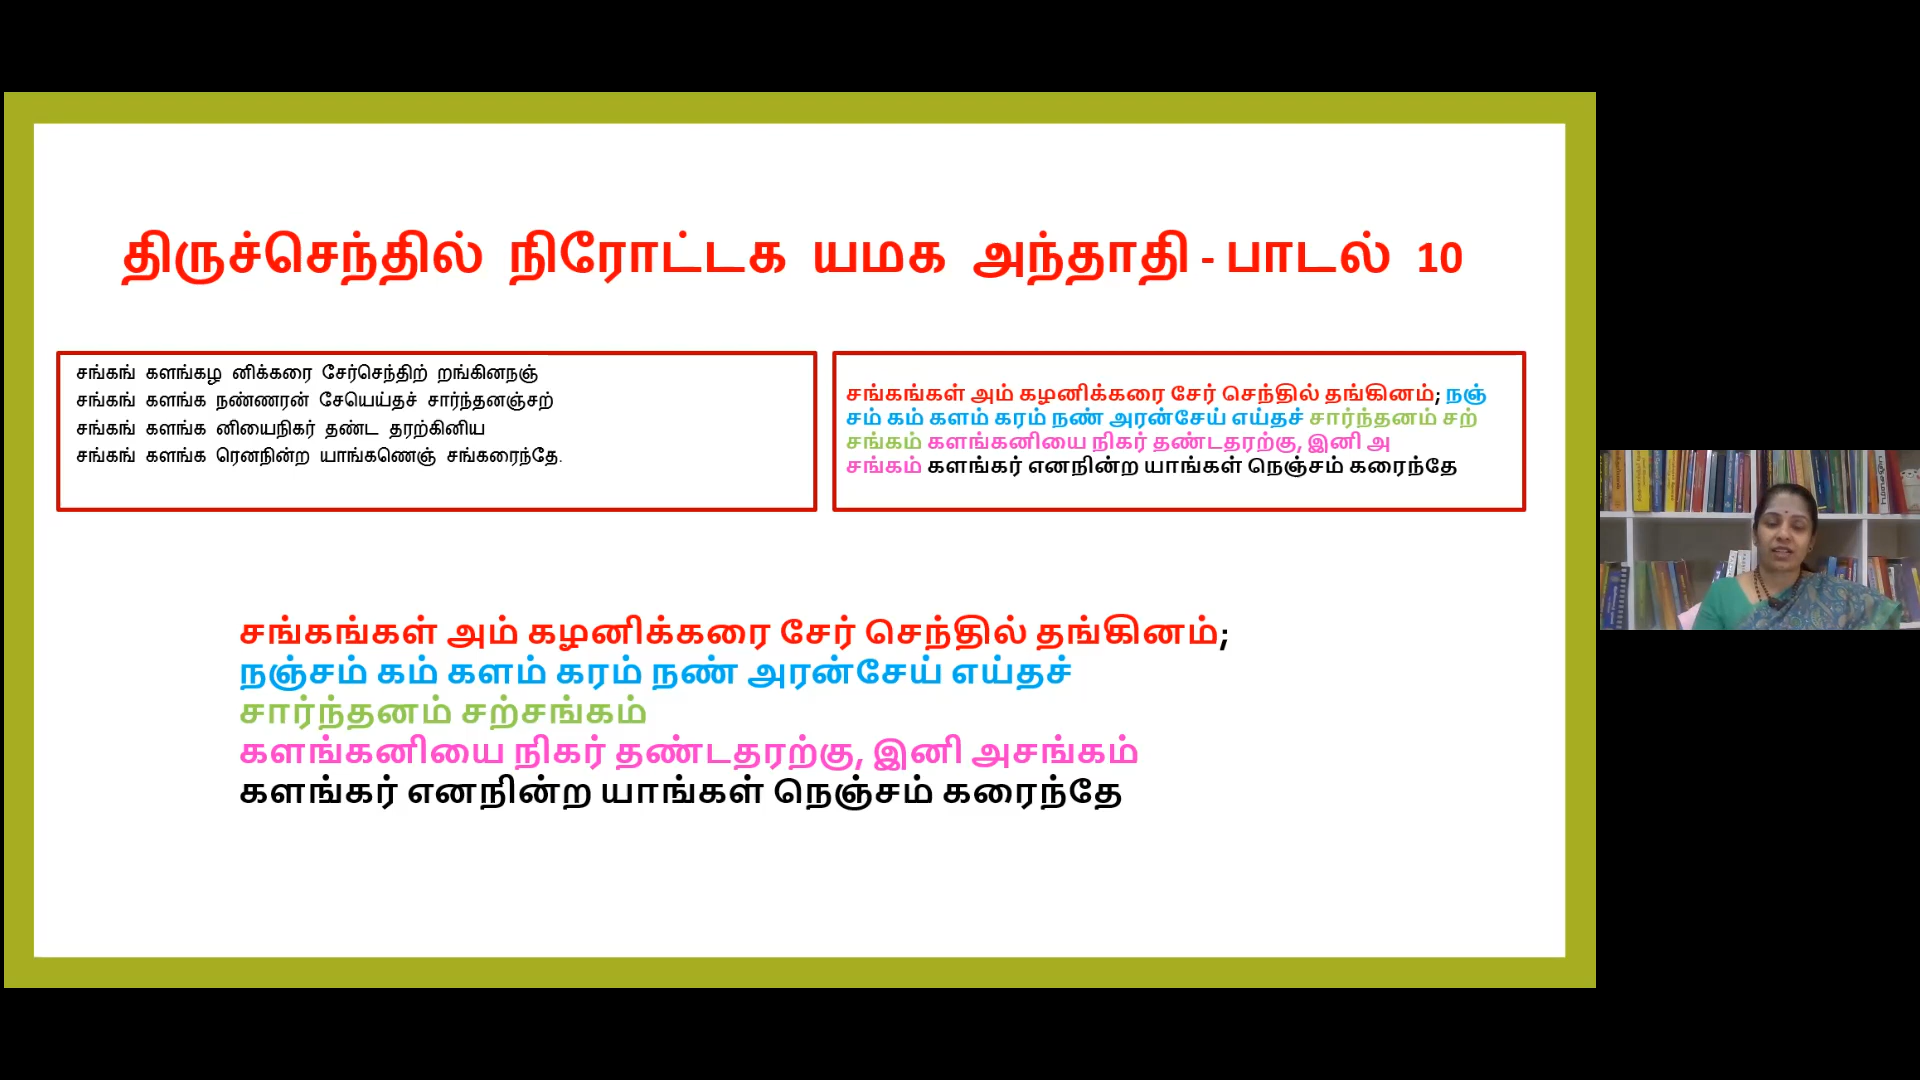 திருச்செந்தில் நிரோட்டக யமக அந்தாதி - பாடல் 10
சங்கங் களங்கழ னிக்கரை சேர்செந்திற் றங்கினநஞ்
சங்கங் களங்க நண்ணரன் சேயெய்தச் சார்ந்தனஞ்சற்
சங்கங் களங்க னியைநிகர் தண்ட தரற்கினிய
சங்கங் களங்க ரெனநின்ற யாங்கணெஞ் சங்கரைந்தே.
சங்கங்கள் அம் கழனிக்கரை சேர் செந்தில் தங்கினம்; நஞ்
சம் கம் களம் கரம் நண் அரன்சேய் எய்தச் சார்ந்தனம் சற்
சங்கம் களங்கனியை நிகர் தண்டதரற்கு, இனி அ
சங்கம் களங்கர் எனநின்ற யாங்கள் நெஞ்சம் கரைந்தே
சங்கங்கள் அம் கழனிக்கரை சேர் செந்தில் தங்கினம்;
நஞ்சம் கம் களம் கரம் நண் அரன்சேய் எய்தச்
சார்ந்தனம் சற்சங்கம்
களங்கனியை நிகர் தண்டதரற்கு, இனி அசங்கம்
களங்கர் எனநின்ற யாங்கள் நெஞ்சம் கரைந்தே